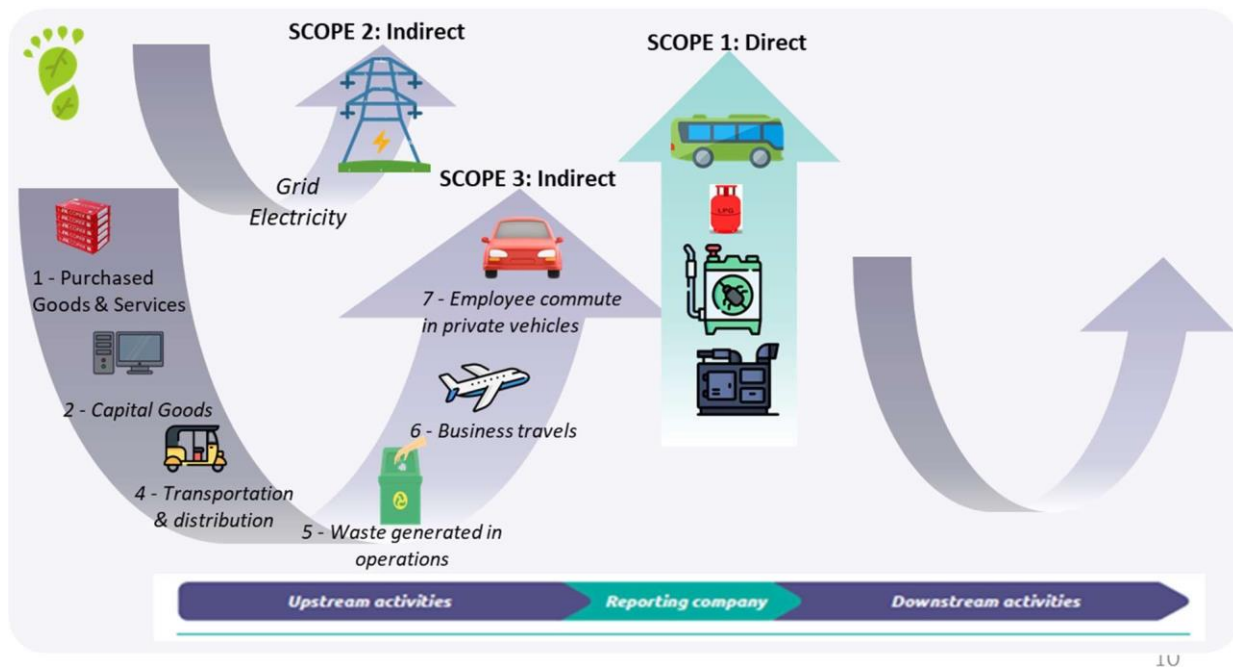 SCOPE 2: Indirect
SCOPE 1: Direct
Grid
Electricity
SCOPE 3: Indirect
1 - Purchased
Goods & Services
2 - Capital Goods
4 - Transportation
& distribution
5 - Waste generated in
operations
6 - Business travels
7 - Employee commute
in private vehicles
LPG
Upstream activities
Reporting company
Downstream activities
10